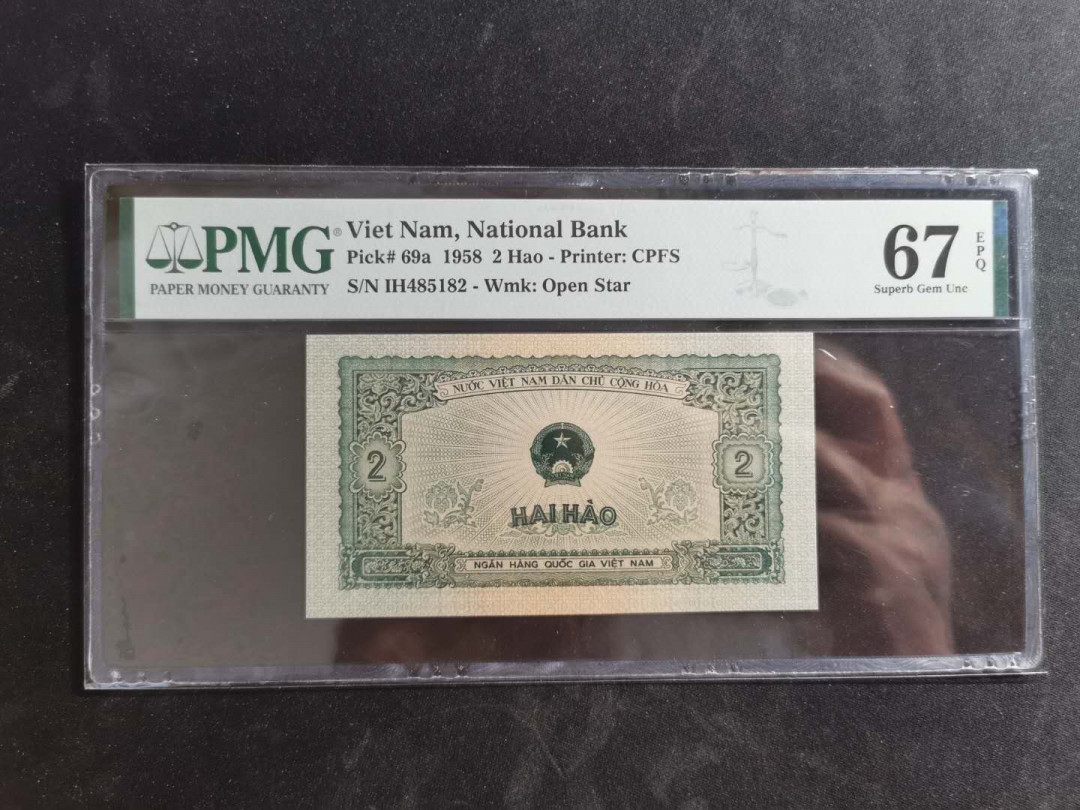 PMG®
PAPER MONEY GUARANTY
Viet Nam, National Bank
Pick# 69a 1958 2 Hao - Printer: CPFS
S/N IH485182 - Wmk: Open Star
67
EPQ
Superb Gem Unc
NƯỚC VIỆT NAM DÂN CHỦ CỘNG HÒA
2
2
HAI HÀO
NGÂN HÀNG QUỐC GIA VIỆT NAM